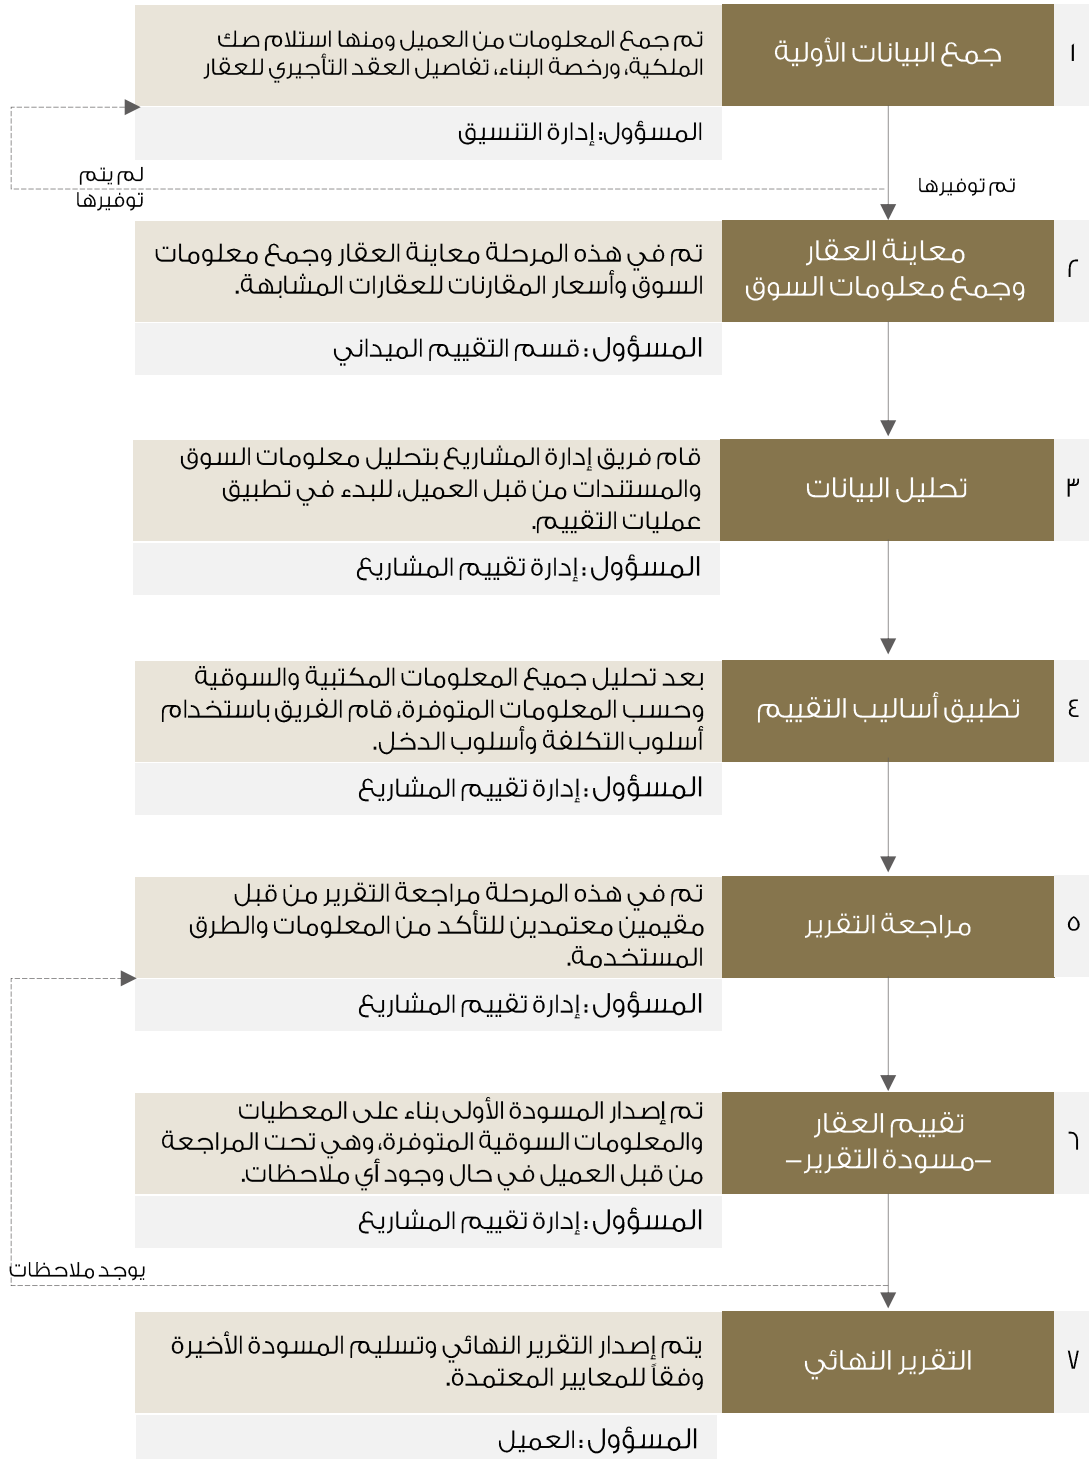 ١
جمع البيانات الأولية
تم جمع المعلومات من العميل ومنها استلام صك
الملكية، ورخصة البناء، تفاصيل العقد التأجيري للعقار
المسؤول: إدارة التنسيق
تم توفيرها
لم يتم
توفيرها
٢
معاينة العقار
وجمع معلومات السوق
تم في هذه المرحلة معاينة العقار وجمع معلومات
السوق وأسعار المقارنات للعقارات المشابهة.
المسؤول : قسم التقييم الميداني
٣
تحليل البيانات
قام فريق إدارة المشاريع بتحليل معلومات السوق
والمستندات من قبل العميل، للبدء في تطبيق
عمليات التقييم.
المسؤول : إدارة تقييم المشاريع
٤
تطبيق أساليب التقييم
بعد تحليل جميع المعلومات المكتبية والسوقية
وحسب المعلومات المتوفرة، قام الفريق باستخدام
أسلوب التكلفة وأسلوب الدخل.
المسؤول : إدارة تقييم المشاريع
٥
مراجعة التقرير
تم في هذه المرحلة مراجعة التقرير من قبل
مقيمين معتمدين للتأكد من المعلومات والطرق
المستخدمة.
المسؤول : إدارة تقييم المشاريع
٦
تقييم العقار
–مسودة التقرير–
تم إصدار المسودة الأولى بناء على المعطيات
والمعلومات السوقية المتوفرة، وهي تحت المراجعة
من قبل العميل في حال وجود أي ملاحظات.
المسؤول : إدارة تقييم المشاريع
يوجد ملاحظات
٧
التقرير النهائي
يتم إصدار التقرير النهائي وتسليم المسودة الأخيرة
وفقاً للمعايير المعتمدة.
المسؤول : العميل